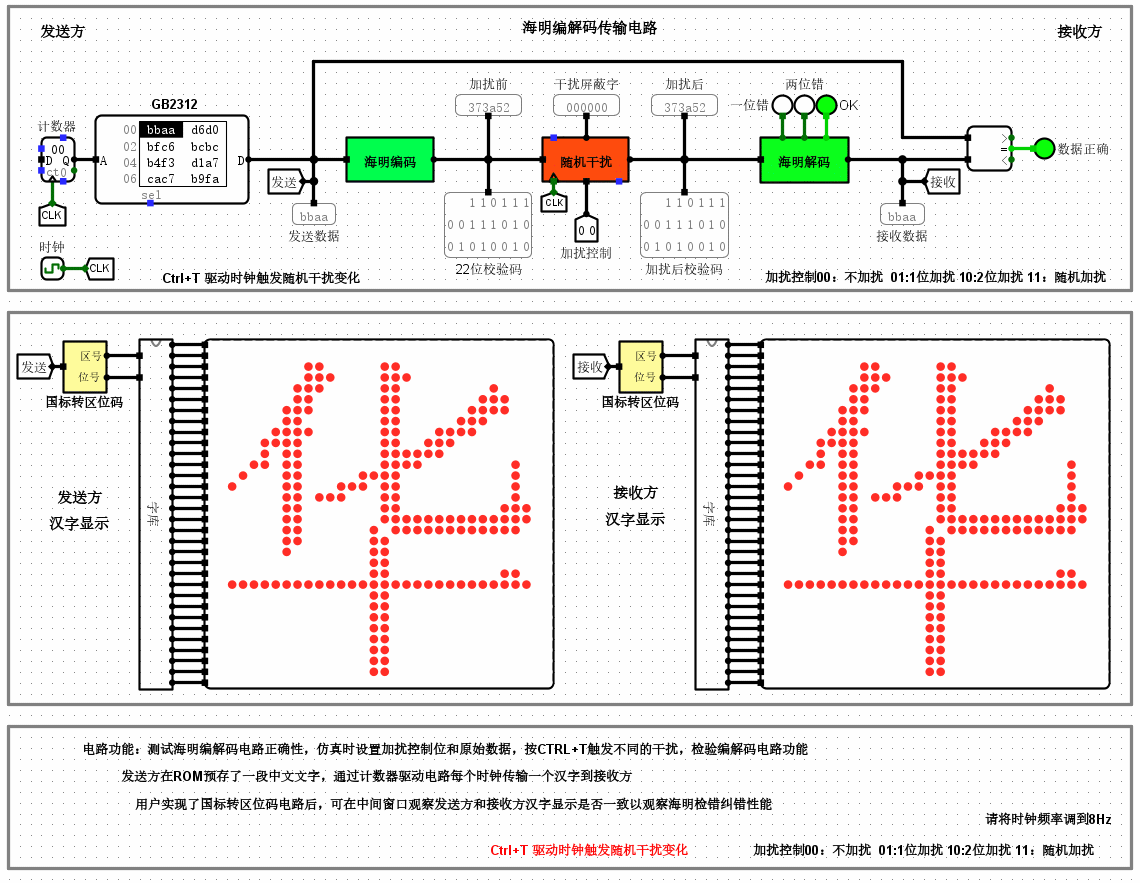 发送方
海明编解码传输电路
接收方
加扰前
干扰屏蔽字
加扰后
两位错
373a52
000000
373a52
一位错
OK
GB2312
计数器
00
D Q
ct0
A
00 bbaa d6d0
02 bfc6 bcbc
04 b4f3 d1a7
06 cac7 b9fa
D
sel
海明编码
随机干扰
海明解码
>
=
<
数据正确
发送
接收
CLK
bbaa
发送数据
1 1 0 1 1 1
0 0 1 1 1 0 1 0
0 1 0 1 0 0 1 0
22位校验码
CLK
0 0
加扰控制
1 1 0 1 1 1
0 0 1 1 1 0 1 0
0 1 0 1 0 0 1 0
加扰后校验码
bbaa
接收数据
时钟
CLK
Ctrl+T 驱动时钟触发随机干扰变化
加扰控制00：不加扰 01:1位加扰 10:2位加扰 11：随机加扰
发送
区号
位号
国标转区位码
字库
发送方
汉字显示
华
接收
区号
位号
国标转区位码
字库
接收方
汉字显示
华
电路功能：测试海明编解码电路正确性，仿真时设置加扰控制位和原始数据，按CTRL+T触发不同的干扰，检验编解码电路功能
发送方在ROM预存了一段中文文字，通过计数器驱动电路每个时钟传输一个汉字到接收方
用户实现了国标转区位码电路后，可在中间窗口观察发送方和接收方汉字显示是否一致以观察海明检错纠错性能
请将时钟频率调到8Hz
Ctrl+T 驱动时钟触发随机干扰变化
加扰控制00：不加扰 01:1位加扰 10:2位加扰 11：随机加扰